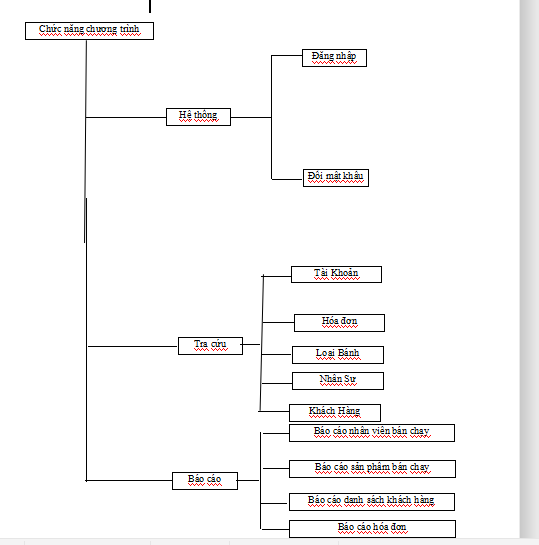 Chức năng chương trình
Đăng nhập
Hệ thống
Đổi mật khẩu
Tài Khoản
Hóa đơn
Tra cứu
Loại Bánh
Nhân Sự
Khách Hàng
Báo cáo nhân viên bán chạy
Báo cáo sản phẩm bán chạy
Báo cáo
Báo cáo danh sách khách hàng
Báo cáo hóa đơn